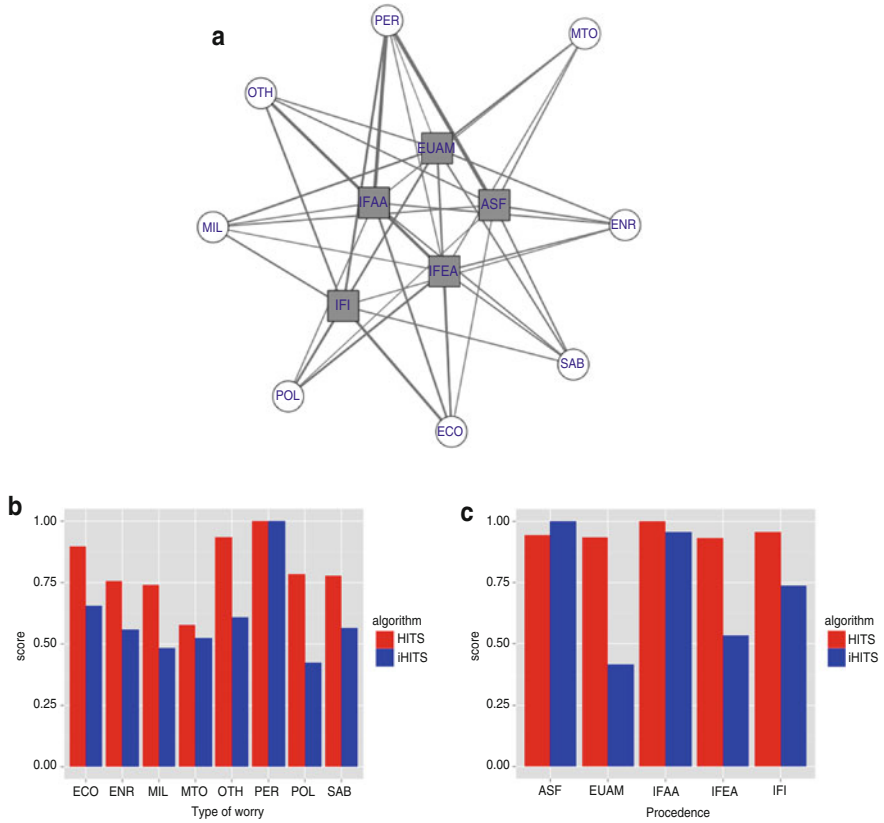 a
PER
MTO
OTH
EUAM
IFAA
ASF
MIL
ENR
IFEA
IFI
SAB
POL
ECO
b
1.00
0.75
0.50
0.25
0.00
score
ECO ENR MIL MTO OTH PER POL SAB
Type of worry
algorithm
HITS
iHITS
c
1.00
0.75
0.50
0.25
0.00
score
ASF EUAM IFAA IFEA IFI
Procedence
algorithm
HITS
iHITS